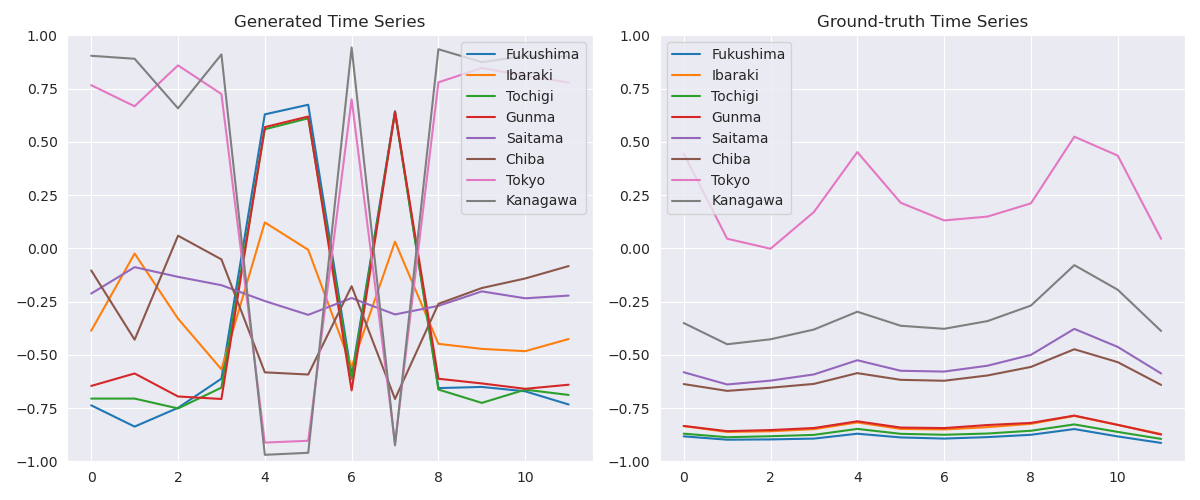 Generated Time Series
1.00
0.75
0.50
0.25
0.00
−0.25
−0.50
−0.75
−1.00
0 2 4 6 8 10
Fukushima
Ibaraki
Tochigi
Gunma
Saitama
Chiba
Tokyo
Kanagawa
Ground-truth Time Series
1.00
0.75
0.50
0.25
0.00
−0.25
−0.50
−0.75
−1.00
0 2 4 6 8 10
Fukushima
Ibaraki
Tochigi
Gunma
Saitama
Chiba
Tokyo
Kanagawa